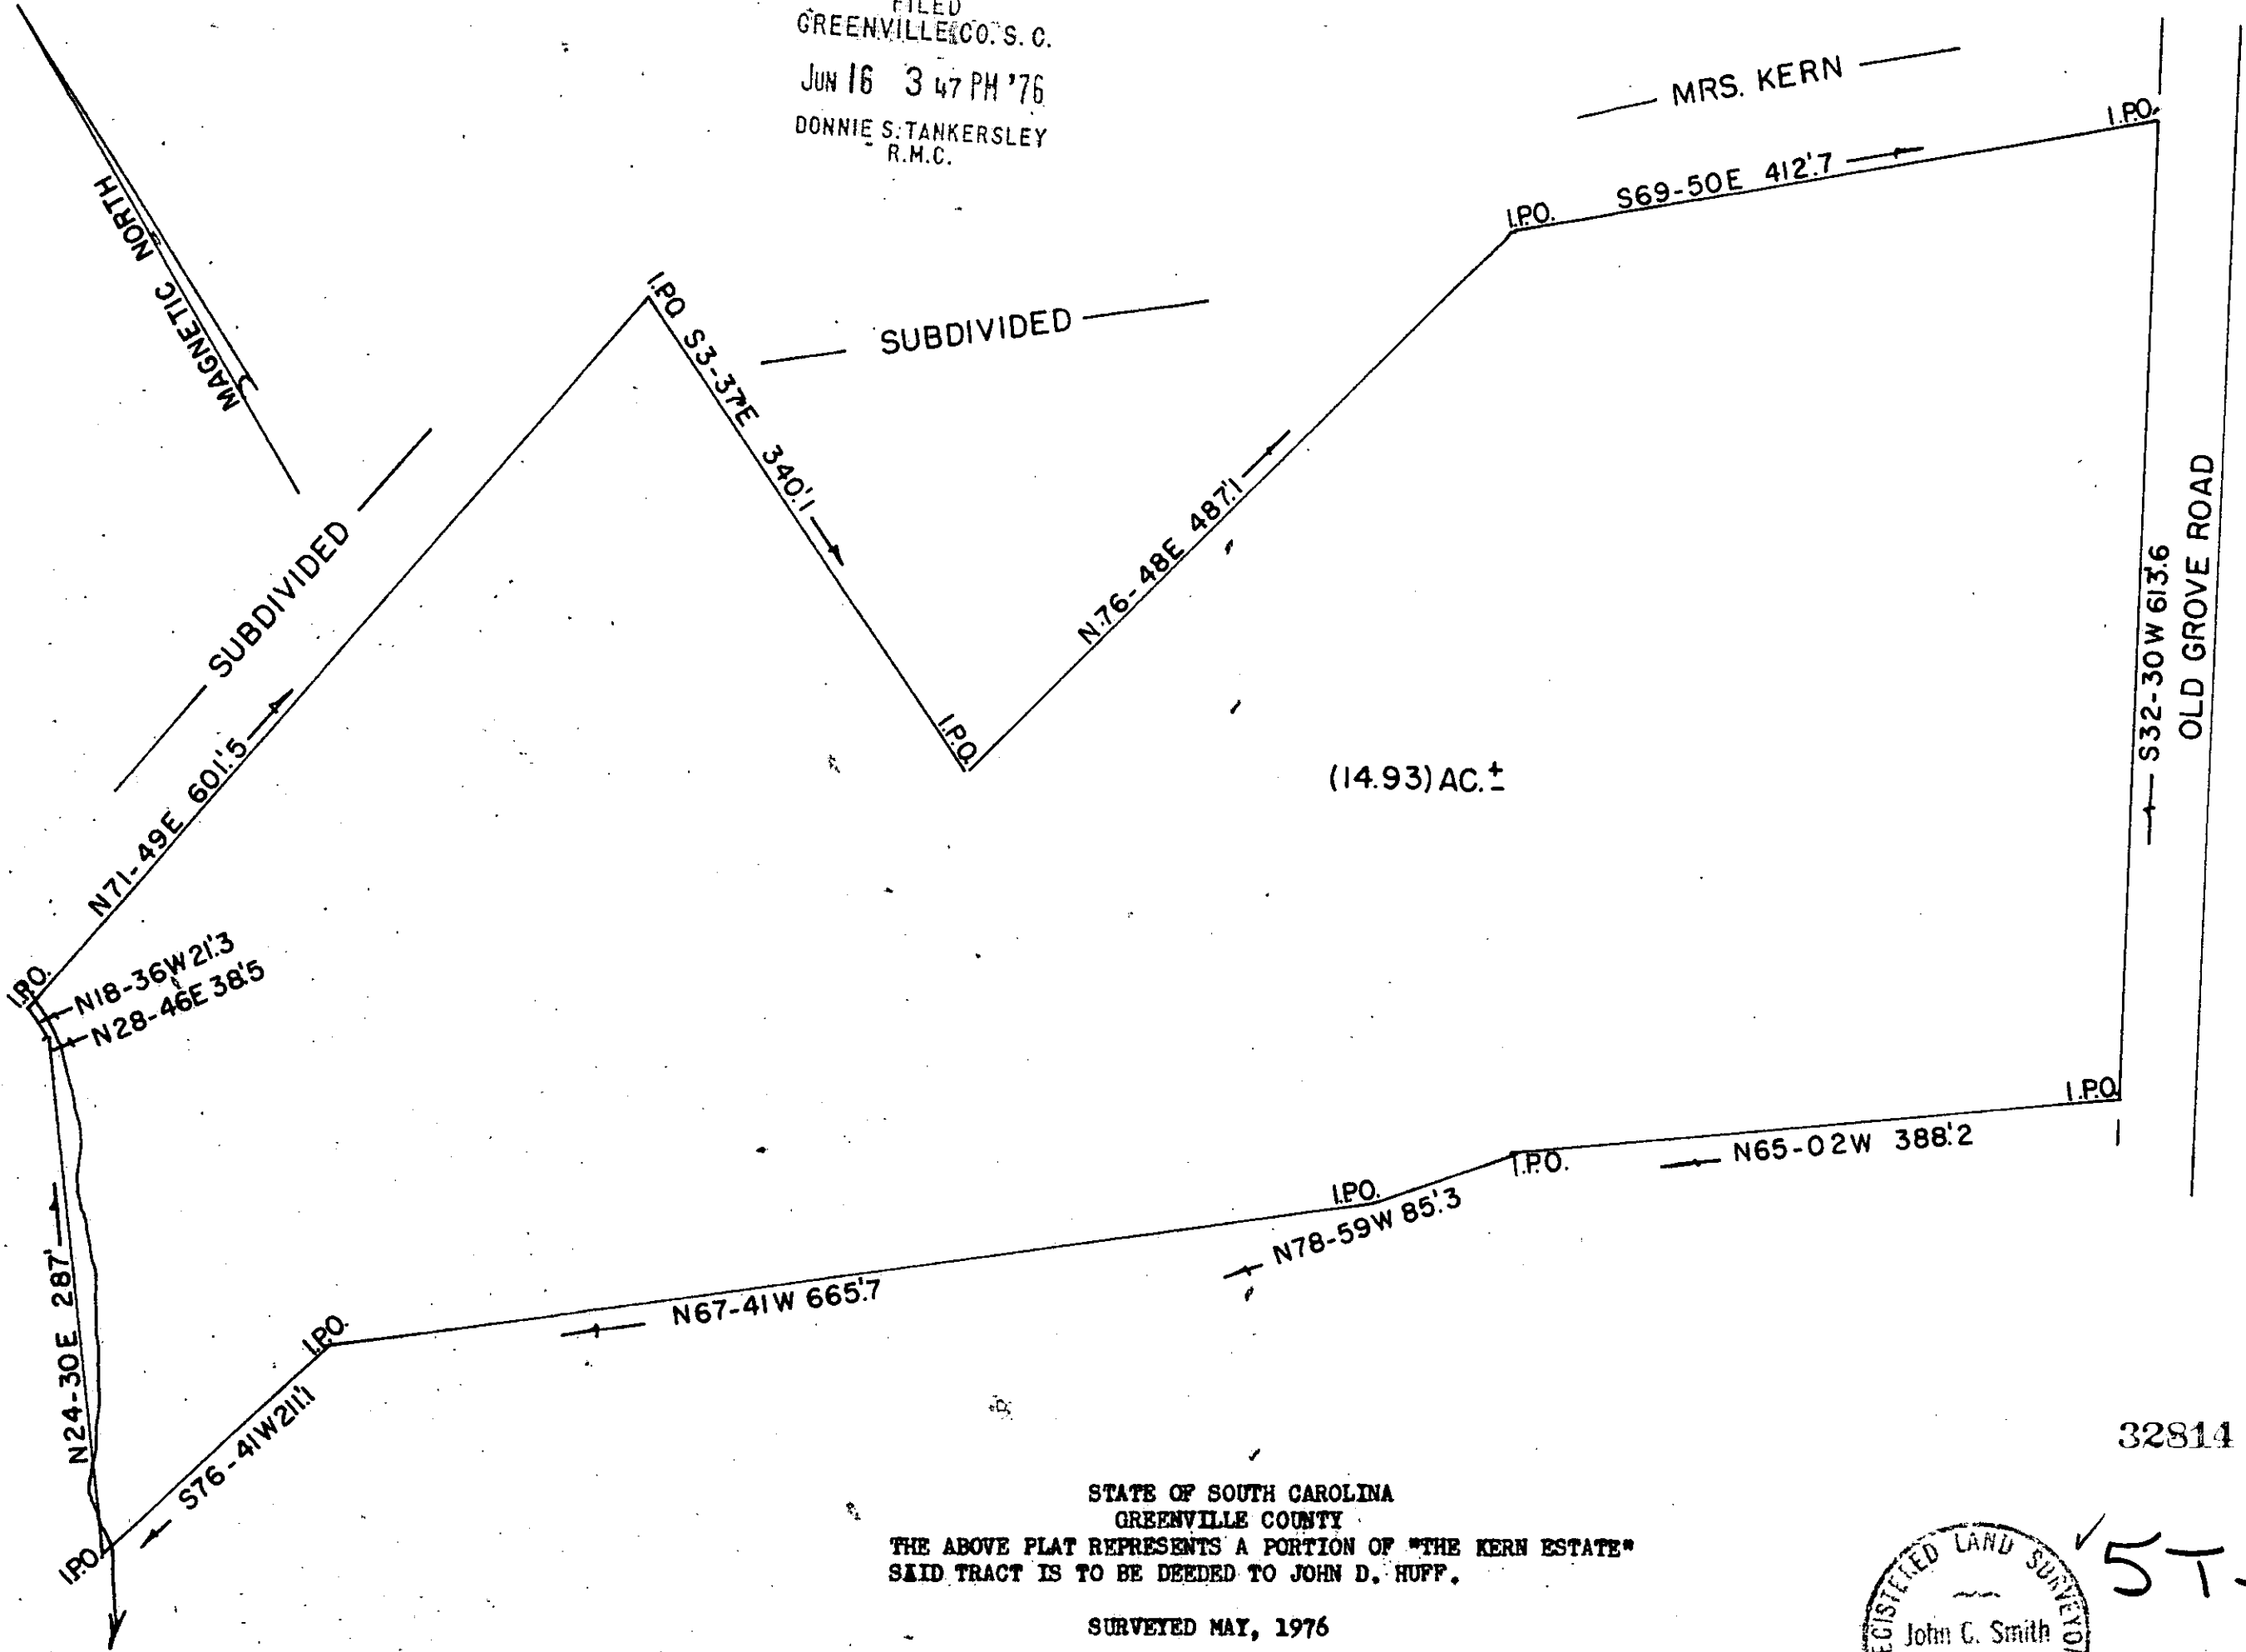 FILED
GREENVILLE CO. S. C.
JUN 16 3 47 PM '76
DONNIE S. TANKERSLEY
R.M.C.
MAGNETIC NORTH
MRS. KERN
I.P.O.
S69-50E 412'.7
I.P.O.
I.P.O.
SUBDIVIDED
S3-37E 340'.1
SUBDIVIDED
N76-48E 487'.1
N71-49E 601'.5
I.P.O.
(14.93) AC. ±
S32-30W 613'.6
OLD GROVE ROAD
I.P.O.
N18-36W 21'.3
N28-46E 38'.5
I.P.O.
N65-02W 388'.2
I.P.O.
I.P.O.
N78-59W 85'.3
N67-41W 665'.7
I.P.O.
N24-30E 287'
S76-41W 211'.1
I.P.O.
32814
STATE OF SOUTH CAROLINA
GREENVILLE COUNTY
THE ABOVE PLAT REPRESENTS A PORTION OF "THE KERN ESTATE"
SAID TRACT IS TO BE DEEDED TO JOHN D. HUFF.
SURVEYED MAY, 1976
LAND
John C. Smith
5T